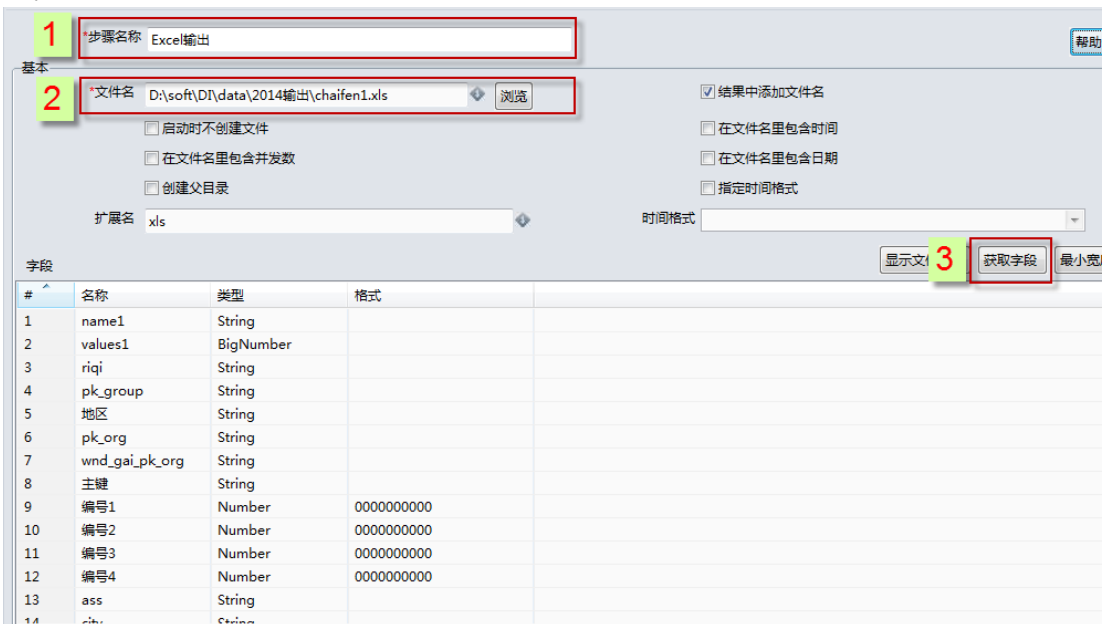 1 *步骤名称 Excel输出 帮助
基本
2 *文件名 D:\soft\DI\data\2014输出\chaifen1.xls 浏览 结果中添加文件名
启动时不创建文件 在文件名里包含时间
在文件名里包含并发数 在文件名里包含日期
创建父目录 指定时间格式
扩展名 xls 时间格式
字段 显示文 3 获取字段 最小宽
# 名称 类型 格式
1 name1 String
2 values1 BigNumber
3 riqi String
4 pk_group String
5 地区 String
6 pk_org String
7 wnd_gai_pk_org String
8 主键 String
9 编号1 Number 0000000000
10 编号2 Number 0000000000
11 编号3 Number 0000000000
12 编号4 Number 0000000000
13 ass String
14 city String